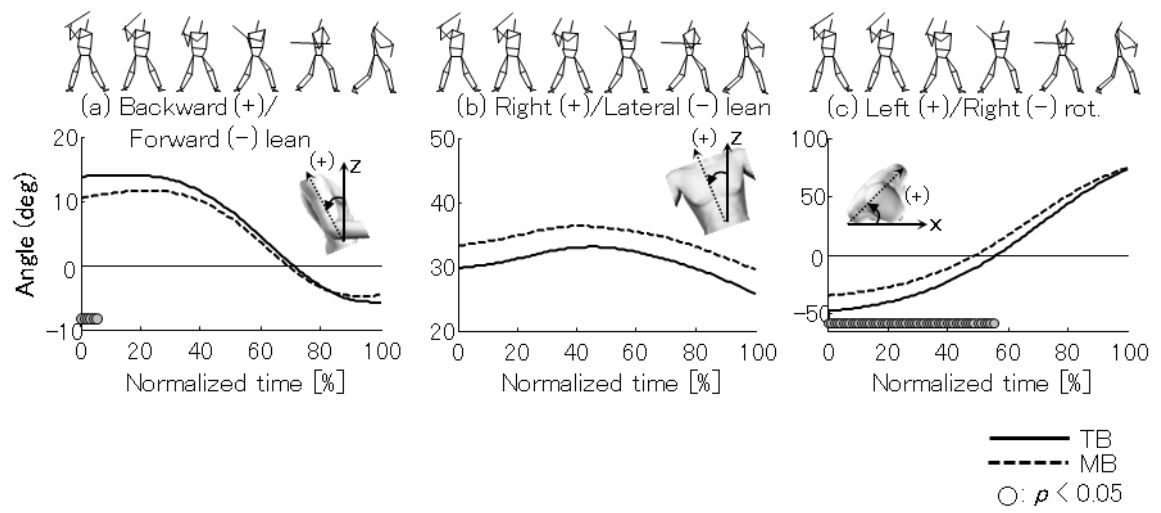 (a) Backward (+)/
Forward (-) lean
(b) Right (+)/Lateral (-) lean
(c) Left (+)/Right (-) rot.
Angle (deg)
20
10
0
-10
0
20
40
60
80
100
Normalized time [%]
(+)
z
50
40
30
20
0
20
40
60
80
100
Normalized time [%]
(+)
z
100
50
0
-50
0
20
40
60
80
100
Normalized time [%]
(+)
x
TB
MB
○: p < 0.05